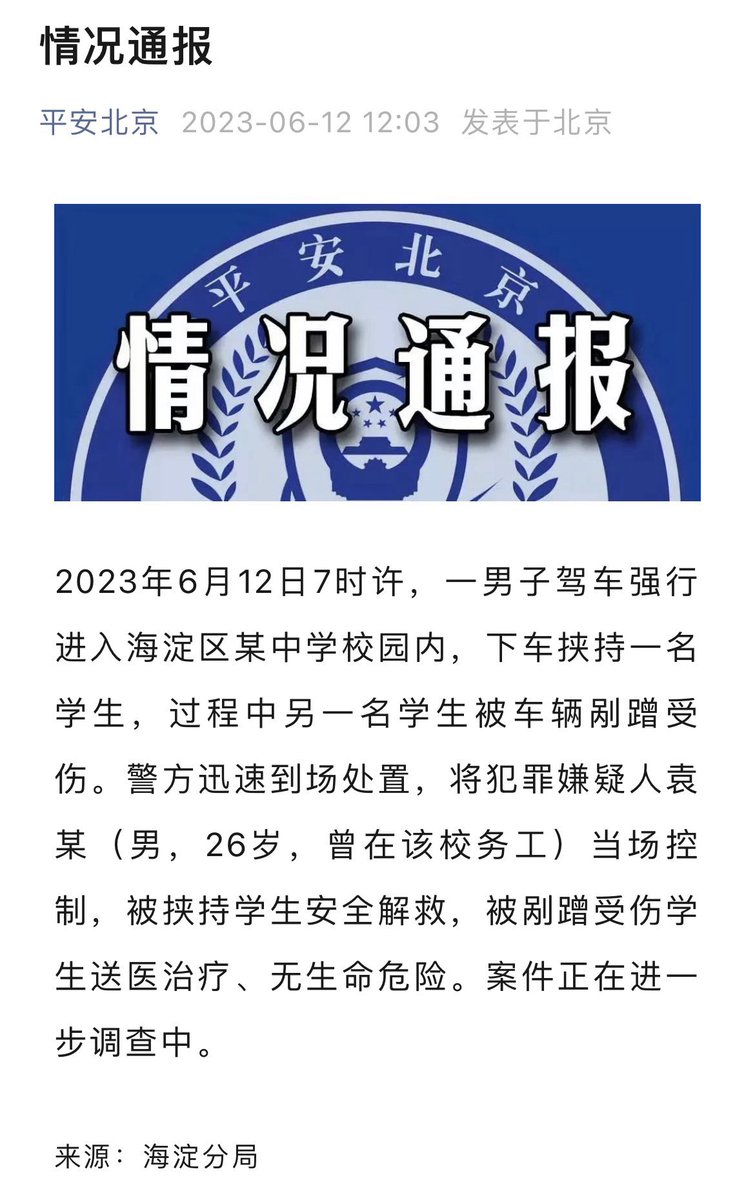 情况通报
平安北京 2023-06-12 12:03 发表于北京
平安北京
情况通报
2023年6月12日7时许，一男子驾车强行
进入海淀区某中学校园内，下车挟持一名
学生，过程中另一名学生被车辆剐蹭受
伤。警方迅速到场处置，将犯罪嫌疑人袁
某（男，26岁，曾在该校务工）当场控
制，被挟持学生安全解救，被剐蹭受伤学
生送医治疗、无生命危险。案件正在进一
步调查中。
来源：海淀分局